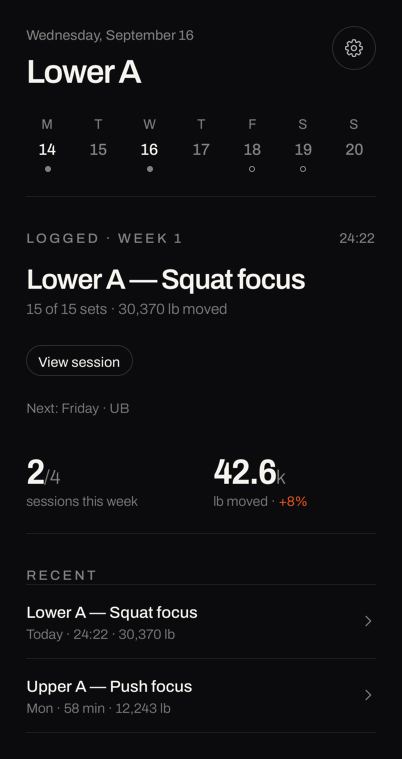 Wednesday, September 16
Lower A
M T W T F S S
14 15 16 17 18 19 20
LOGGED · WEEK 1 24:22
Lower A — Squat focus
15 of 15 sets · 30,370 lb moved
View session
Next: Friday · UB
2/4 42.6k
sessions this week lb moved · +8%
RECENT
Lower A — Squat focus
Today · 24:22 · 30,370 lb
Upper A — Push focus
Mon · 58 min · 12,243 lb